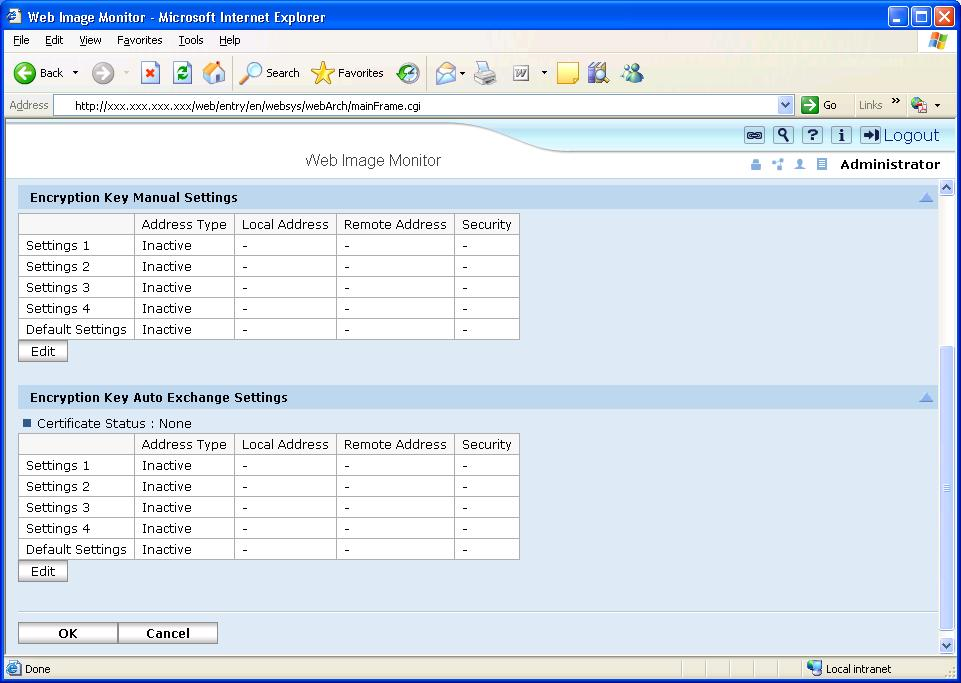 Web Image Monitor - Microsoft Internet Explorer
File Edit View Favorites Tools Help
Back Search Favorites
Address http://xxx.xxx.xxx.xxx/web/entry/en/websys/webArch/mainFrame.cgi Go Links »
? i Logout
Web Image Monitor Administrator
Encryption Key Manual Settings
Address Type Local Address Remote Address Security
Settings 1 Inactive - - -
Settings 2 Inactive - - -
Settings 3 Inactive - - -
Settings 4 Inactive - - -
Default Settings Inactive - - -
Edit
Encryption Key Auto Exchange Settings
Certificate Status : None
Address Type Local Address Remote Address Security
Settings 1 Inactive - - -
Settings 2 Inactive - - -
Settings 3 Inactive - - -
Settings 4 Inactive - - -
Default Settings Inactive - - -
Edit
OK Cancel
Done Local intranet